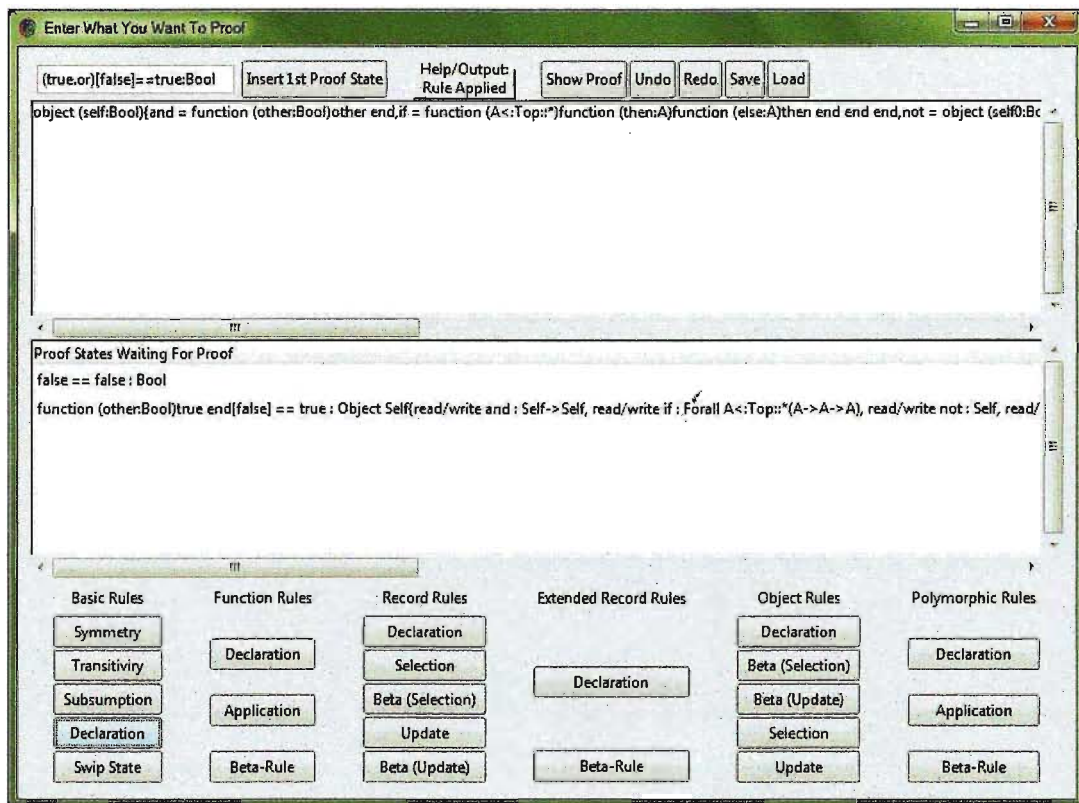 Enter What You Want To Proof
(true.or)[false]==true:Bool Insert 1st Proof State Help/Output: Rule Applied Show Proof Undo Redo Save Load
object (self:Bool){and = function (other:Bool)other end,if = function (A<:Top::*)function (then:A)function (else:A)then end end end,not = object (self0:Bo
Proof States Waiting For Proof
false == false : Bool
function (other:Bool)true end[false] == true : Object Self{read/write and : Self->Self, read/write if : Forall A<:Top::*(A->A->A), read/write not : Self, read/
Basic Rules Function Rules Record Rules Extended Record Rules Object Rules Polymorphic Rules
Symmetry Declaration Declaration
Declaration Declaration
Transitiviry Selection Beta (Selection)
Declaration
Subsumption Beta (Selection) Beta (Update)
Application Application
Declaration Update Selection
Swip State Beta-Rule Beta (Update) Beta-Rule Update Beta-Rule